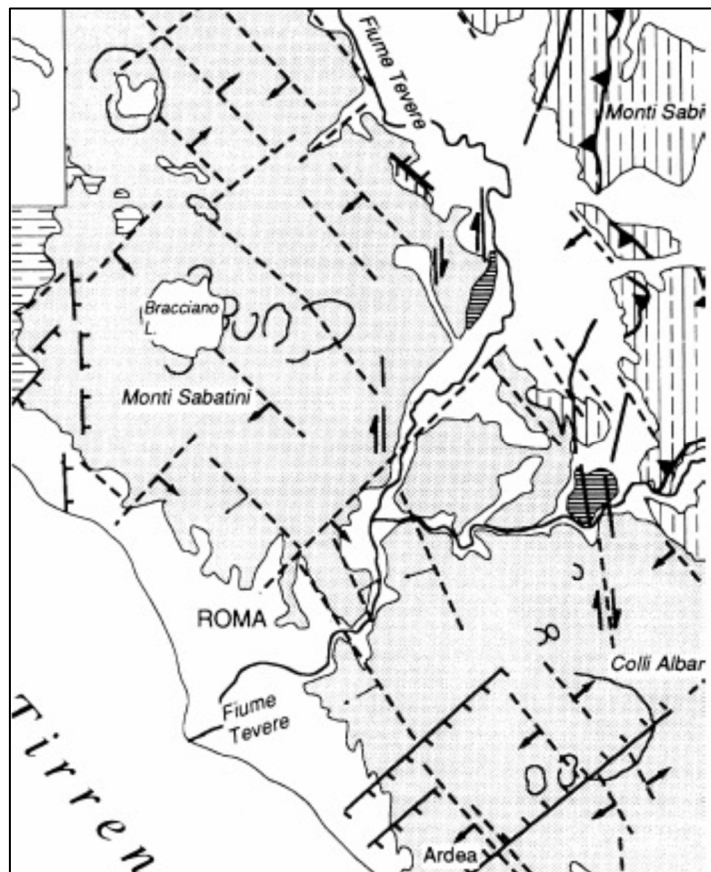 Fiume Tevere
Monti Sabi
Bracciano
L.
Monti Sabatini
ROMA
Colli Albar
Fiume
Tevere
Tirren
Ardea